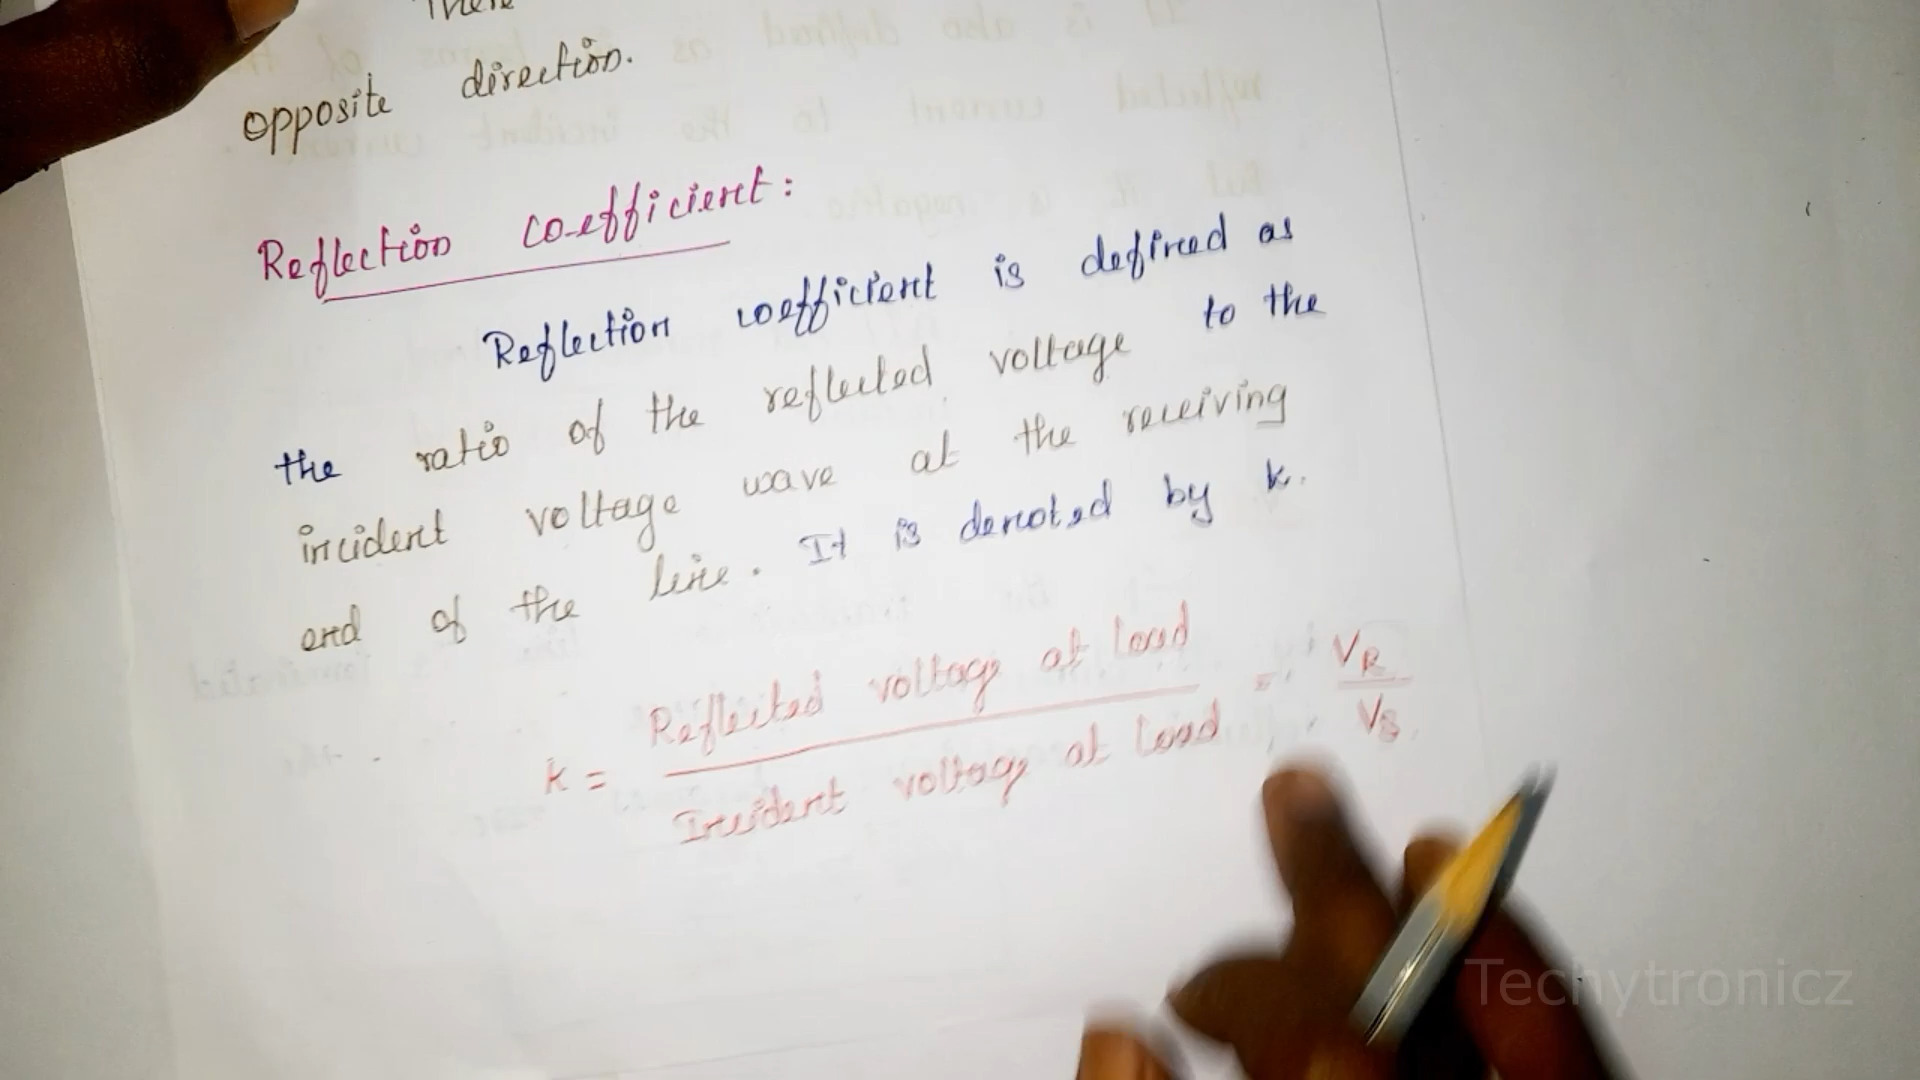 opposite direction.
Reflection co-efficient:
Reflection coefficient is defined as
the ratio of the reflected voltage to the
incident voltage wave at the receiving
end of the line. It is denoted by k.
k = Reflected voltage at load / Incident voltage at load = VR / VS
Techytronicz